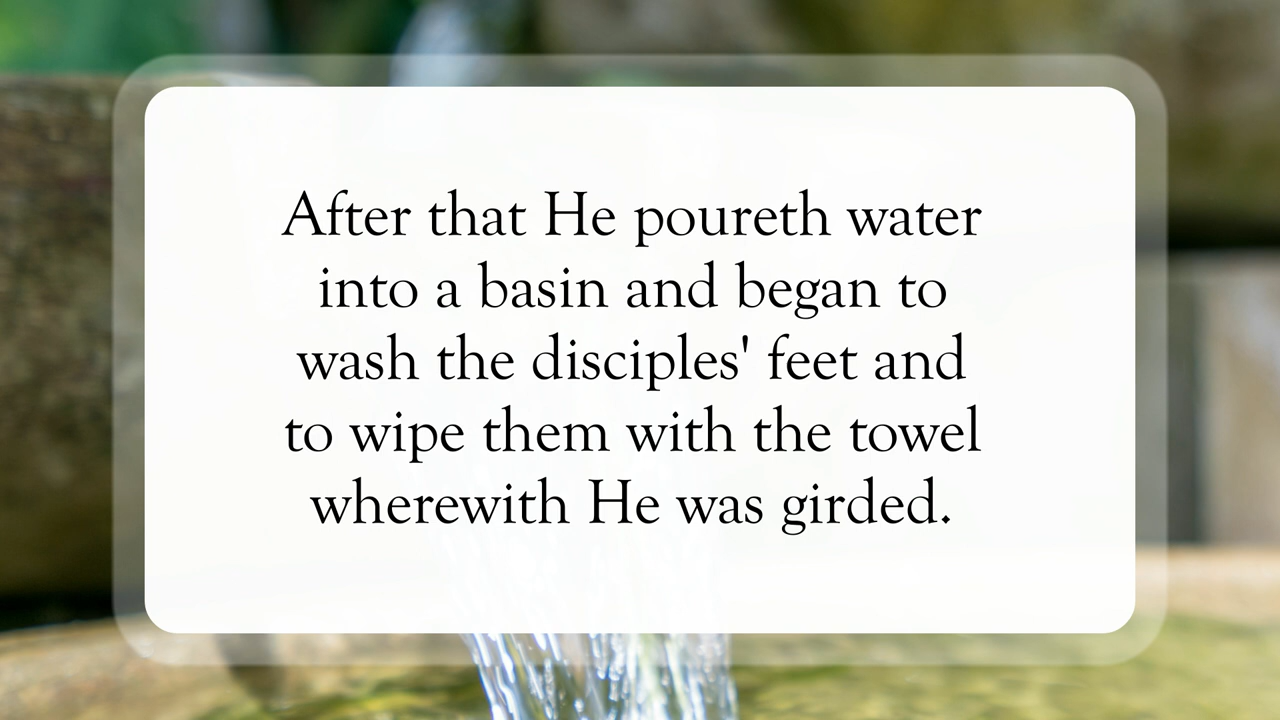 After that He poureth water
into a basin and began to
wash the disciples' feet and
to wipe them with the towel
wherewith He was girded.